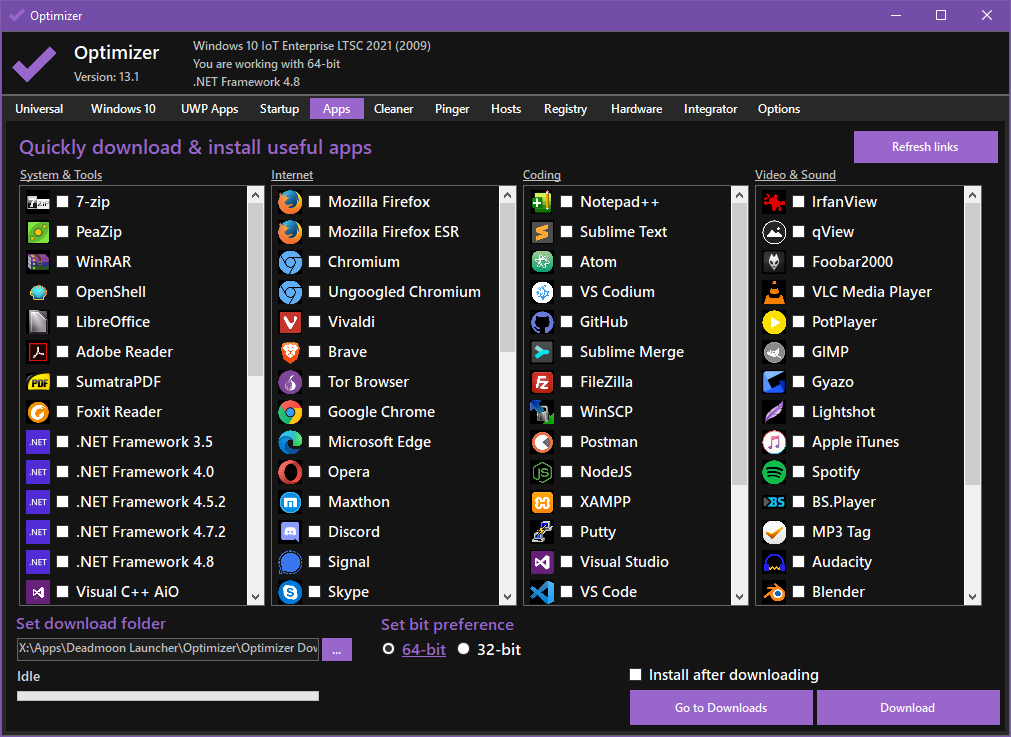 Optimizer
Optimizer
Version: 13.1
Windows 10 IoT Enterprise LTSC 2021 (2009)
You are working with 64-bit
.NET Framework 4.8
Universal Windows 10 UWP Apps Startup Apps Cleaner Pinger Hosts Registry Hardware Integrator Options
Quickly download & install useful apps
Refresh links
System & Tools
7-zip
PeaZip
WinRAR
OpenShell
LibreOffice
Adobe Reader
SumatraPDF
Foxit Reader
.NET .NET Framework 3.5
.NET .NET Framework 4.0
.NET .NET Framework 4.5.2
.NET .NET Framework 4.7.2
.NET .NET Framework 4.8
Visual C++ AiO
Internet
Mozilla Firefox
Mozilla Firefox ESR
Chromium
Ungoogled Chromium
Vivaldi
Brave
Tor Browser
Google Chrome
Microsoft Edge
Opera
Maxthon
Discord
Signal
Skype
Coding
Notepad++
Sublime Text
Atom
VS Codium
GitHub
Sublime Merge
FileZilla
WinSCP
Postman
NodeJS
XAMPP
Putty
Visual Studio
VS Code
Video & Sound
IrfanView
qView
Foobar2000
VLC Media Player
PotPlayer
GIMP
Gyazo
Lightshot
Apple iTunes
Spotify
BS.Player
MP3 Tag
Audacity
Blender
Set download folder
X:\Apps\Deadmoon Launcher\Optimizer\Optimizer Dow
...
Idle
Set bit preference
64-bit 32-bit
Install after downloading
Go to Downloads Download